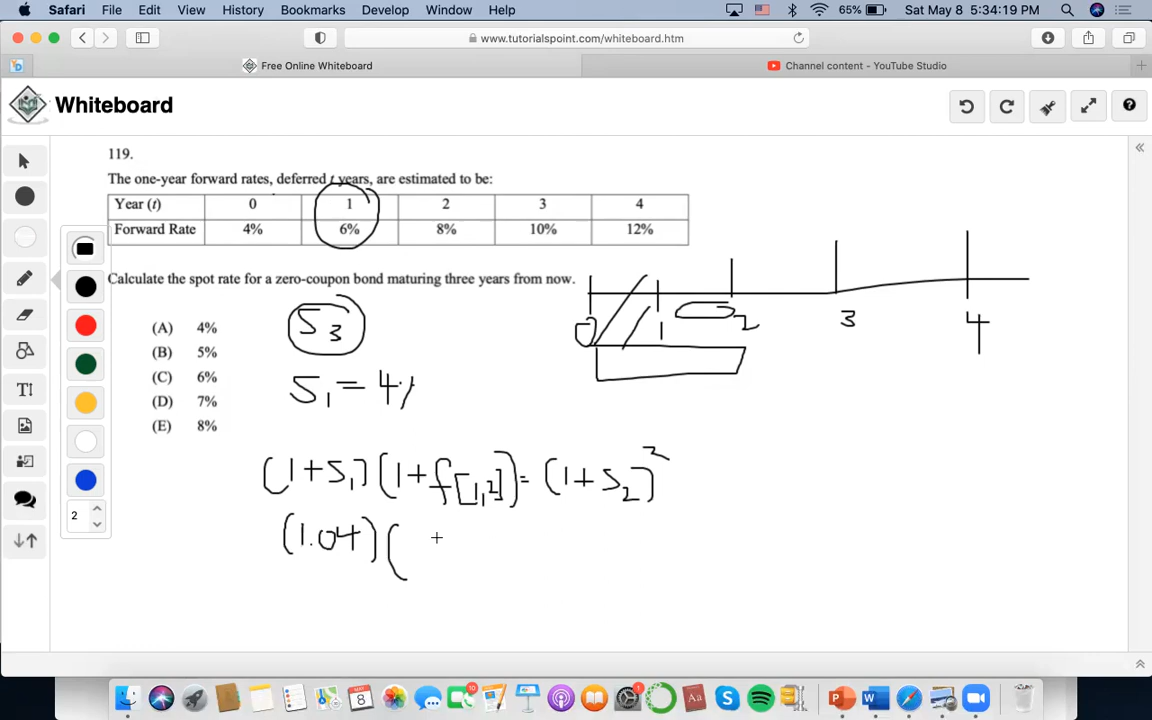 Safari File Edit View History Bookmarks Develop Window Help 65% Sat May 8 5:34:19 PM
www.tutorialspoint.com/whiteboard.htm
Free Online Whiteboard Channel content - YouTube Studio
Whiteboard
119.
The one-year forward rates, deferred t years, are estimated to be:
Year (t) 0 1 2 3 4
Forward Rate 4% 6% 8% 10% 12%
Calculate the spot rate for a zero-coupon bond maturing three years from now.
(A) 4%
(B) 5%
(C) 6%
(D) 7%
(E) 8%
S3
0 1 2 3 4
S1 = 4%
(1+S1)(1+f[1,2]) = (1+S2)^2
(1.04)(
2
10
1
Aa